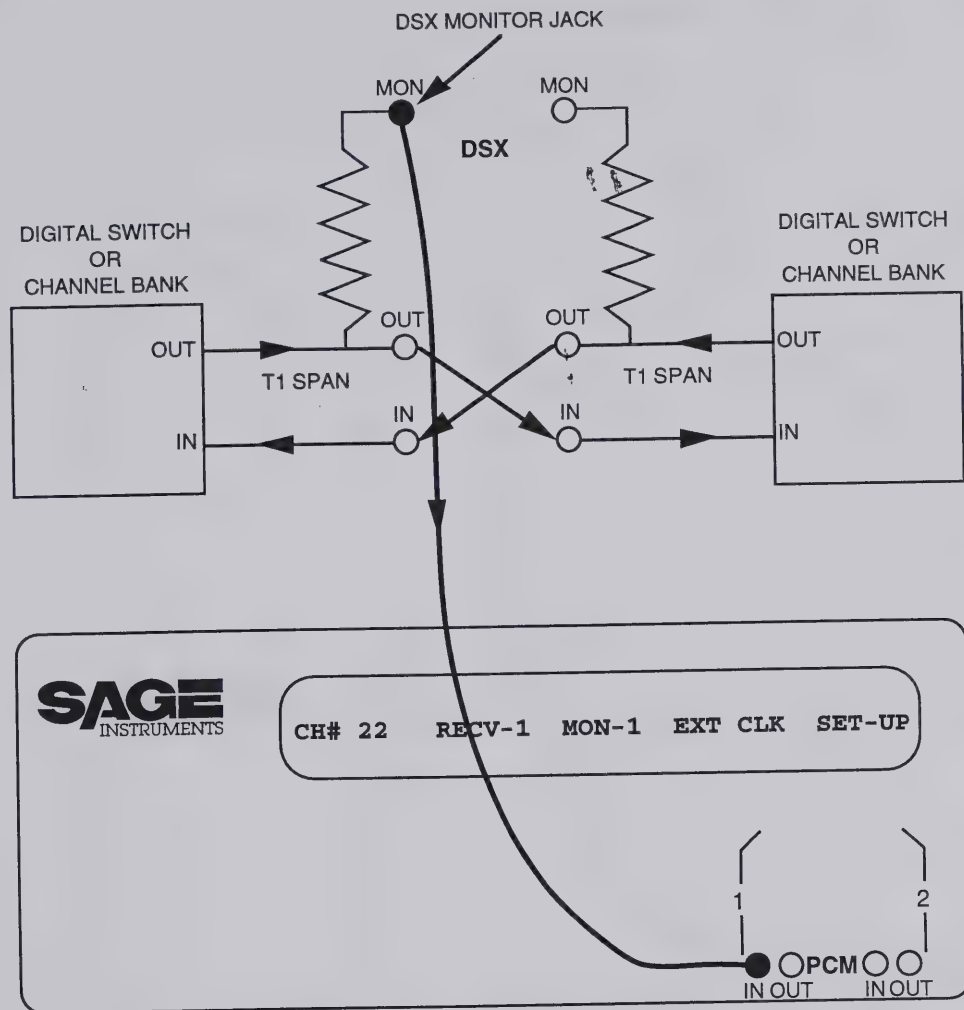 DSX MONITOR JACK
MON
MON
DSX
DIGITAL SWITCH
OR
CHANNEL BANK
DIGITAL SWITCH
OR
CHANNEL BANK
OUT
OUT
OUT
OUT
T1 SPAN
T1 SPAN
IN
IN
IN
IN
SAGE
INSTRUMENTS
CH# 22 RECV-1 MON-1 EXT CLK SET-UP
1
2
PCM
IN OUT
IN OUT